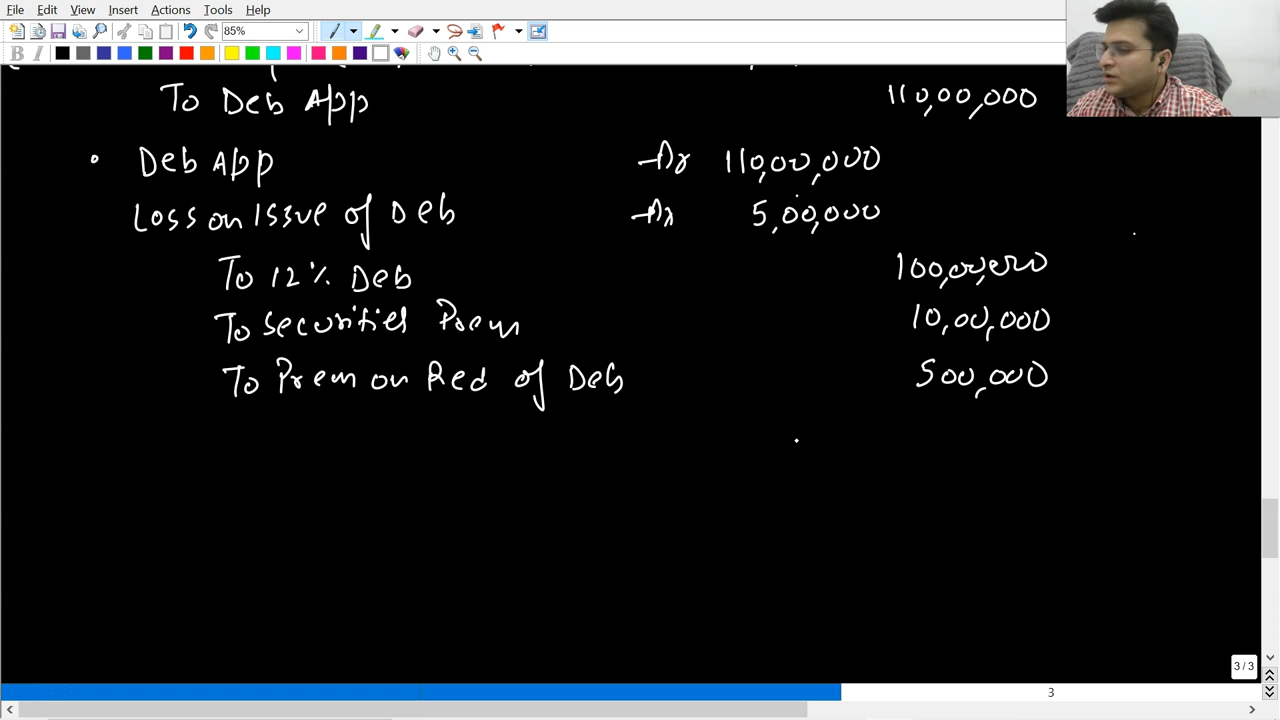 File Edit View Insert Actions Tools Help
85%
B I
To Deb App 110,00,000
• Deb App Dr 110,00,000
Loss on Issue of Deb Dr 5,00,000
To 12% Deb 100,00,000
To Securities Prem 10,00,000
To Prem on Red of Deb 500,000
3 / 3
3